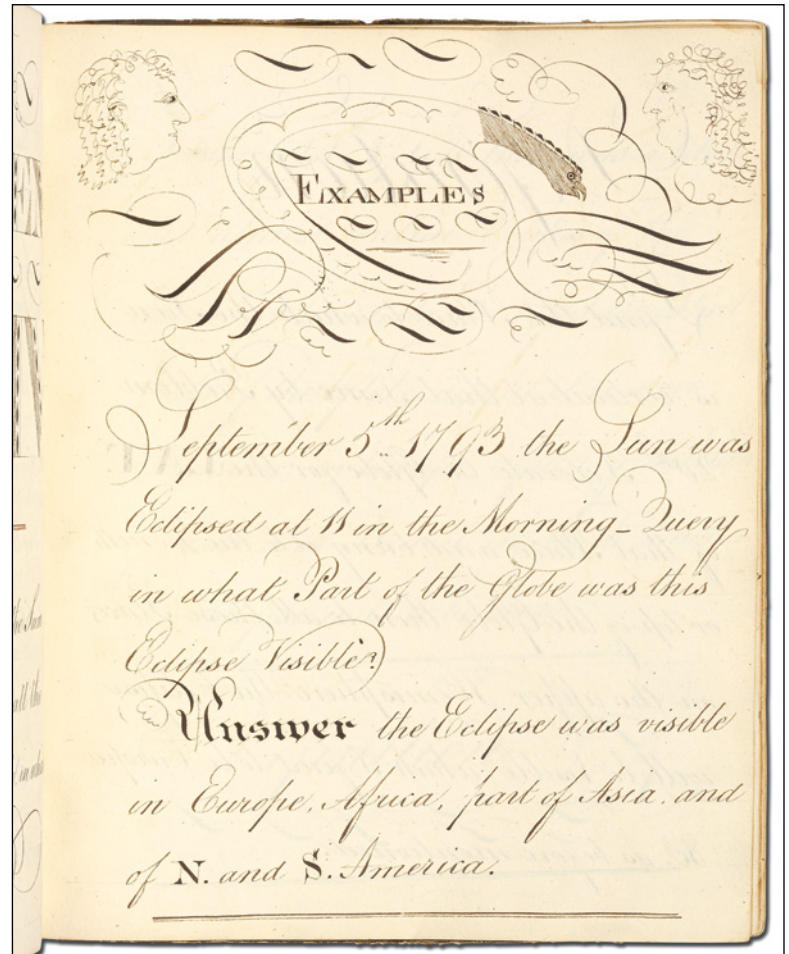 EXAMPLES
September 5th.. 1793 the Sun was
Eclipsed at 11 in the Morning_ Query
in what Part of the Globe was this
Eclipse Visible?
Answer the Eclipse was visible
in Europe, Africa, part of Asia, and
of N. and S. America.